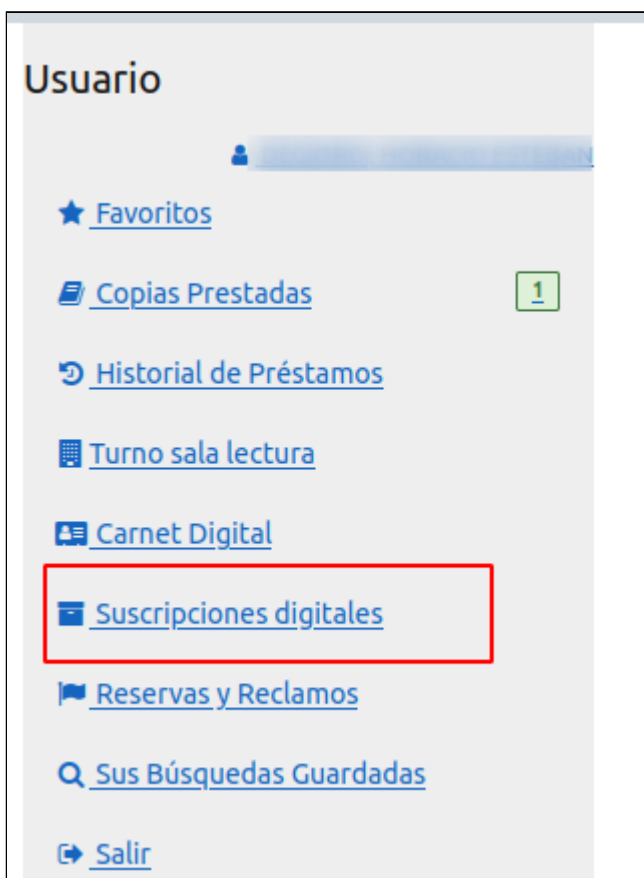 Usuario
Favoritos
Copias Prestadas 1
Historial de Préstamos
Turno sala lectura
Carnet Digital
Suscripciones digitales
Reservas y Reclamos
Sus Búsquedas Guardadas
Salir